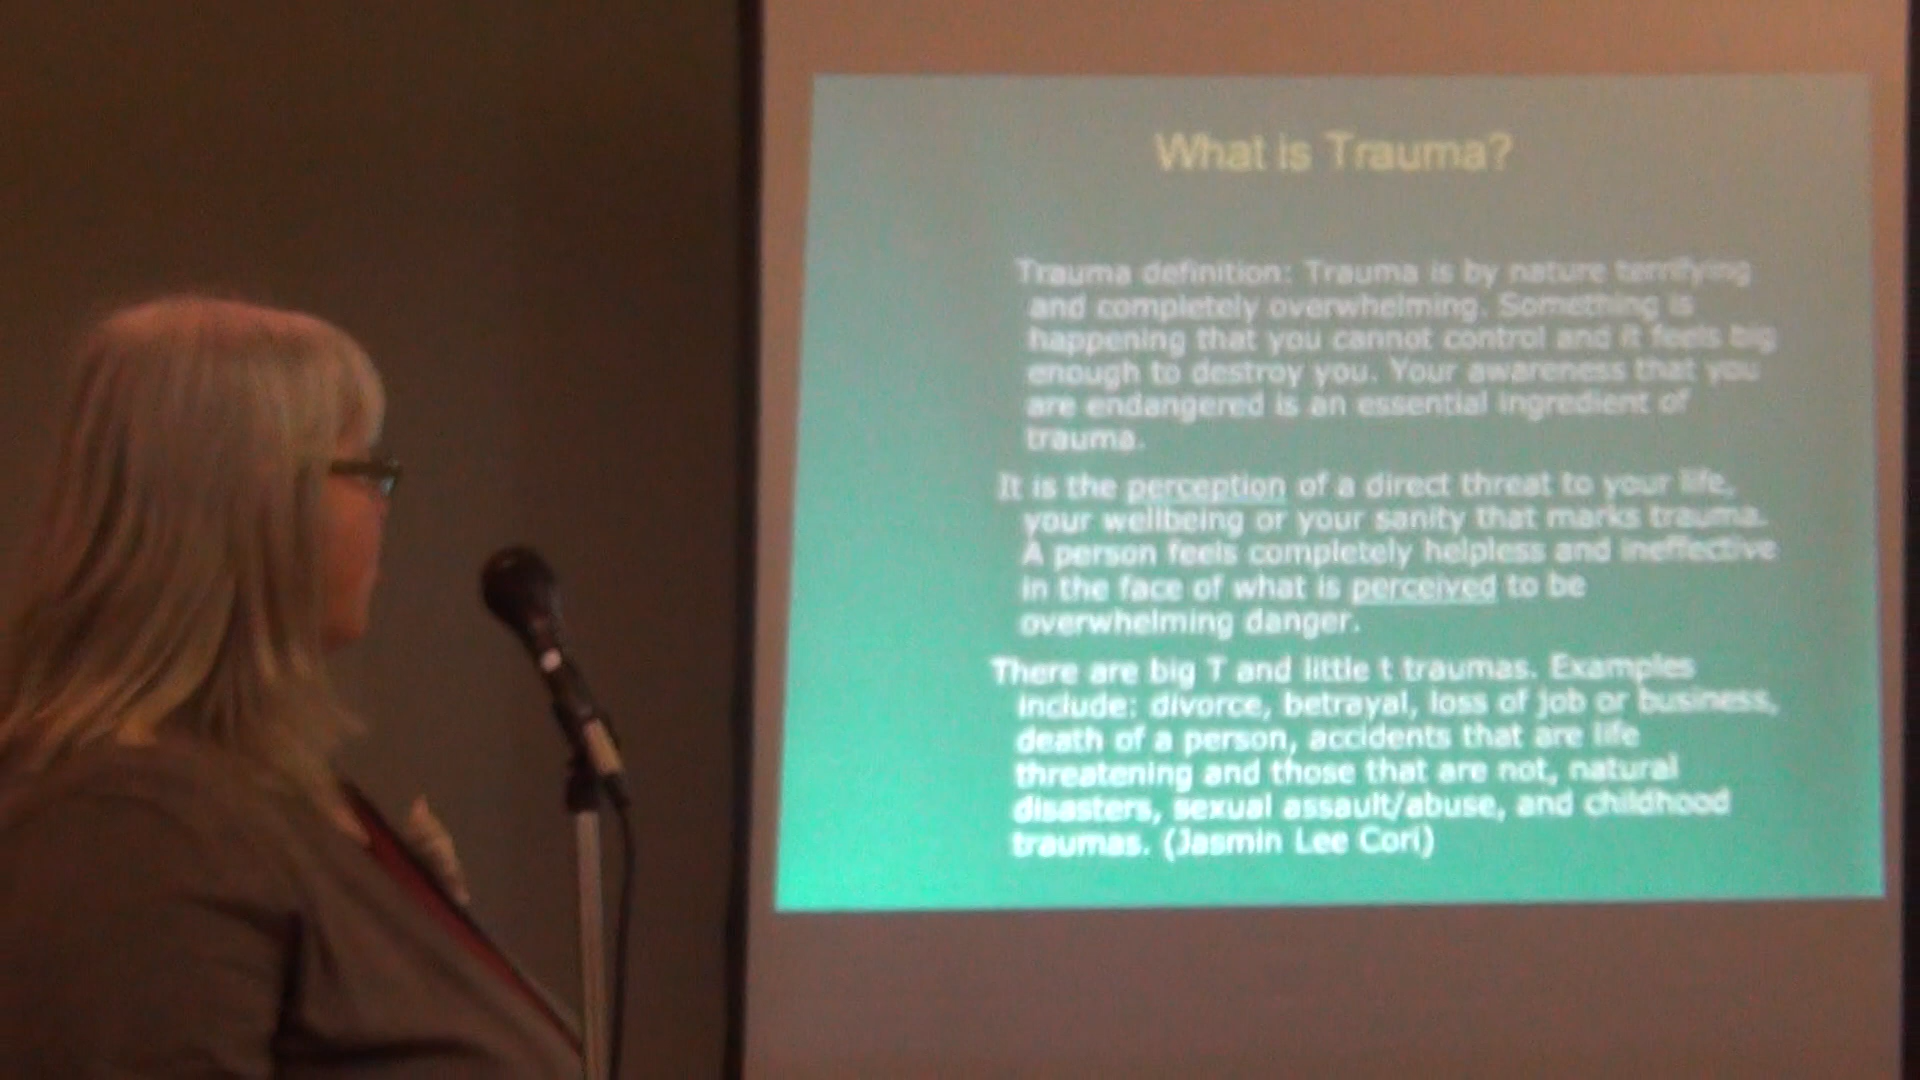 What is Trauma?
Trauma definition: Trauma is by nature terrifying
and completely overwhelming. Something is
happening that you cannot control and it feels big
enough to destroy you. Your awareness that you
are endangered is an essential ingredient of
trauma.
It is the perception of a direct threat to your life,
your wellbeing or your sanity that marks trauma.
A person feels completely helpless and ineffective
in the face of what is perceived to be
overwhelming danger.
There are big T and little t traumas. Examples
include: divorce, betrayal, loss of job or business,
death of a person, accidents that are life
threatening and those that are not, natural
disasters, sexual assault/abuse, and childhood
traumas. (Jasmin Lee Cori)